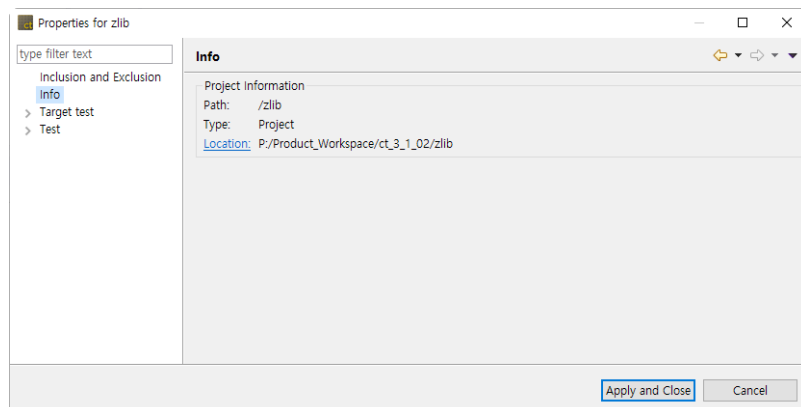 ct Properties for zlib
type filter text
Inclusion and Exclusion
Info
Target test
Test
Info
Project Information
Path: /zlib
Type: Project
Location: P:/Product_Workspace/ct_3_1_02/zlib
Apply and Close
Cancel